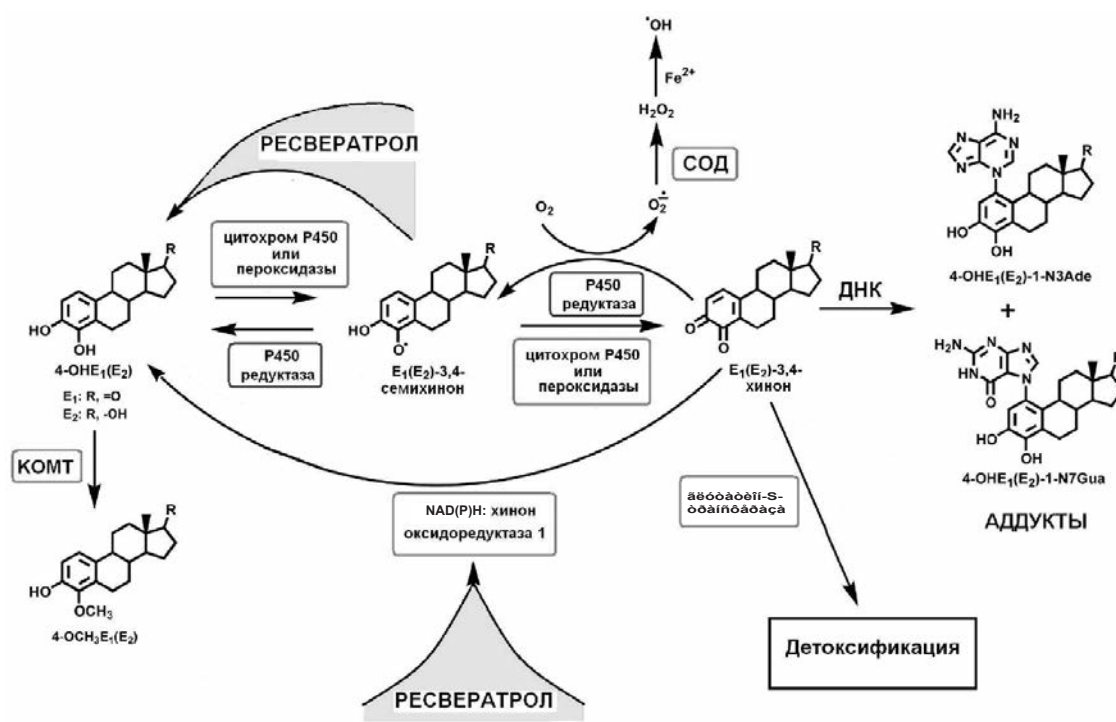 •OH
Fe2+
H2O2
СОД
O2•̄
O2
РЕСВЕРАТРОЛ
цитохром P450
или
пероксидазы
R
HO
OH
4-OHE1(E2)
E1: R, =O
E2: R, -OH
P450
редуктаза
R
HO
O•
E1(E2)-3,4-
семихинон
P450
редуктаза
цитохром P450
или
пероксидазы
R
O
O
E1(E2)-3,4-
хинон
ДНК
NH2
N
N
N
N
R
HO
OH
4-OHE1(E2)-1-N3Ade
+
H2N
N
N
HN
N
O
R
HO
OH
4-OHE1(E2)-1-N7Gua
АДДУКТЫ
КОМТ
R
HO
OCH3
4-OCH3E1(E2)
NAD(P)H: хинон
оксидоредуктаза 1
РЕСВЕРАТРОЛ
ãëóòàòèîí-S-
òðàíñôåðàçà
Детоксификация